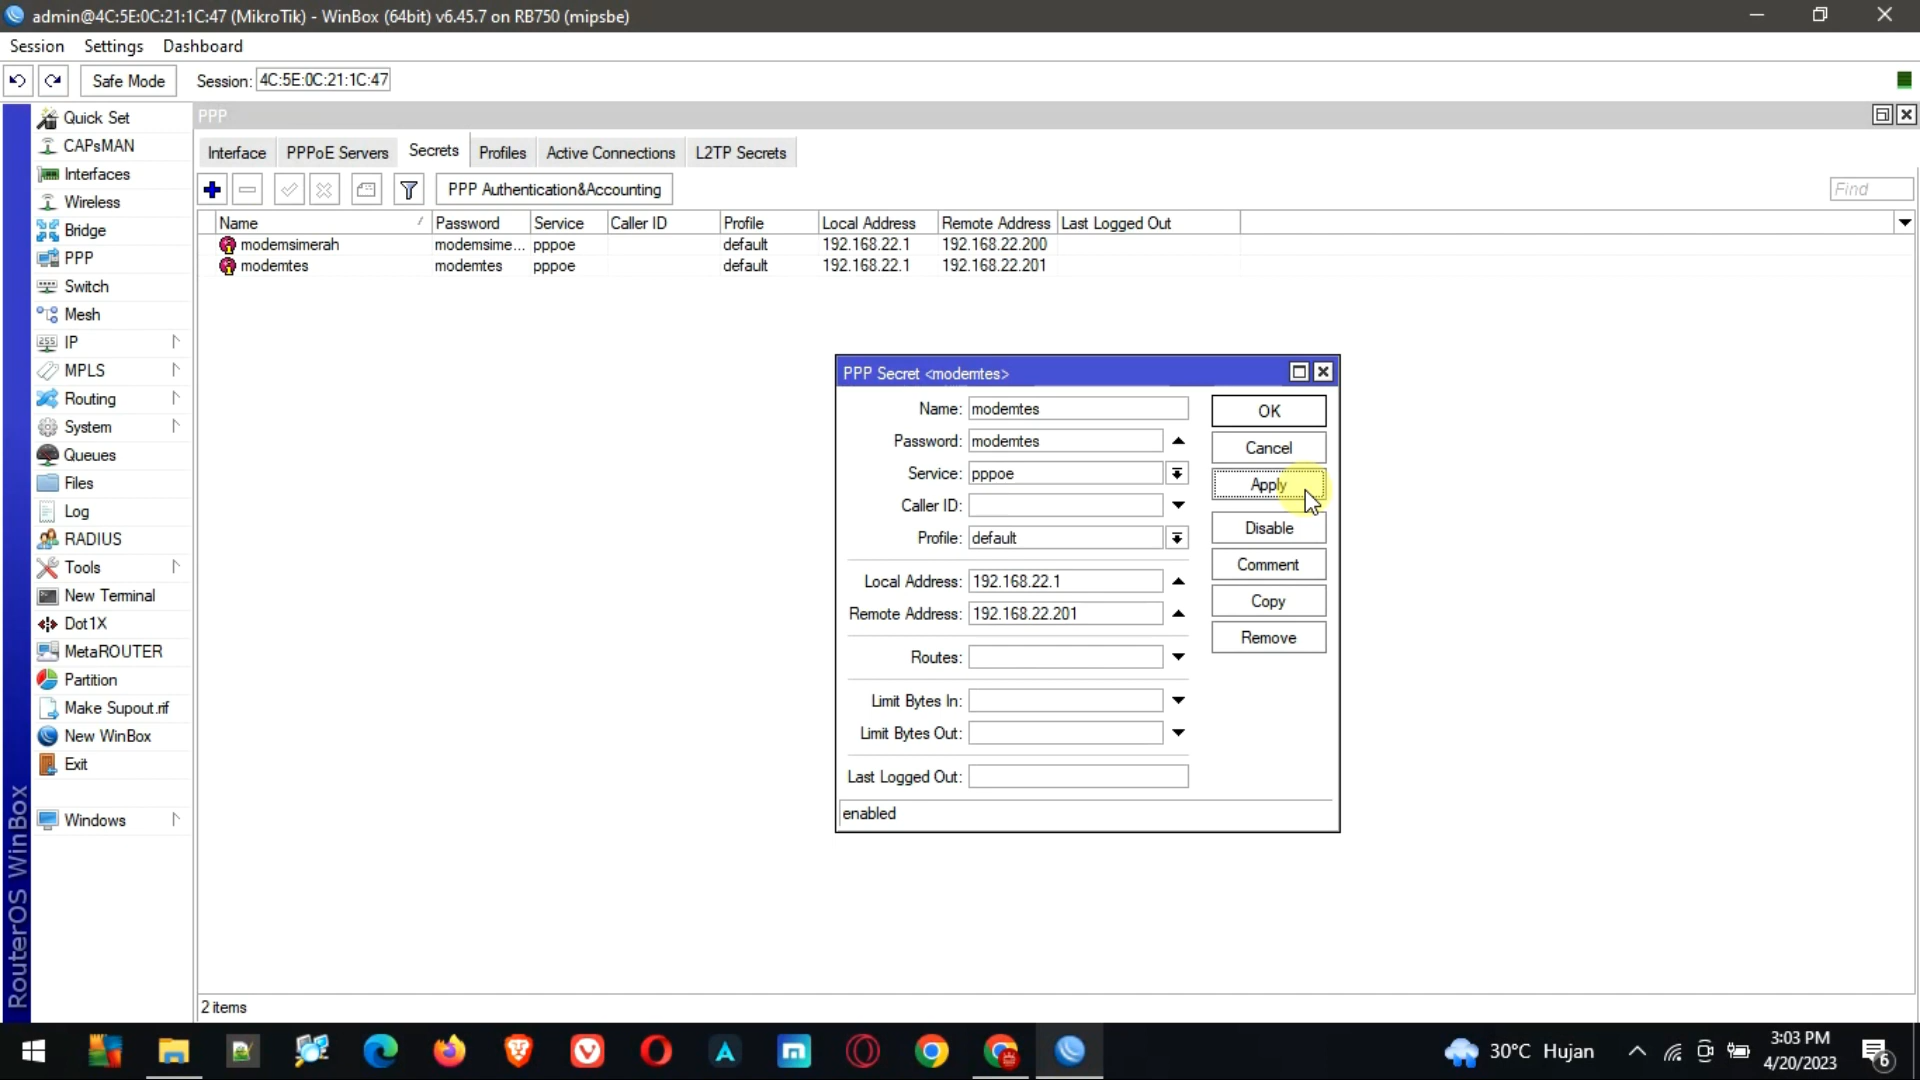 admin@4C:5E:0C:21:1C:47 (MikroTik) - WinBox (64bit) v6.45.7 on RB750 (mipsbe)
Session Settings Dashboard
Safe Mode Session: 4C:5E:0C:21:1C:47
Quick Set
CAPsMAN
Interfaces
Wireless
Bridge
PPP
Switch
Mesh
IP
MPLS
Routing
System
Queues
Files
Log
RADIUS
Tools
New Terminal
Dot1X
MetaROUTER
Partition
Make Supout.rif
New WinBox
Exit
Windows
RouterOS WinBox
PPP
Interface PPPoE Servers Secrets Profiles Active Connections L2TP Secrets
PPP Authentication&Accounting Find
Name Password Service Caller ID Profile Local Address Remote Address Last Logged Out
modemsimerah modemsime... pppoe default 192.168.22.1 192.168.22.200
modemtes modemtes pppoe default 192.168.22.1 192.168.22.201
PPP Secret <modemtes>
Name: modemtes
Password: modemtes
Service: pppoe
Caller ID:
Profile: default
Local Address: 192.168.22.1
Remote Address: 192.168.22.201
Routes:
Limit Bytes In:
Limit Bytes Out:
Last Logged Out:
enabled
OK
Cancel
Apply
Disable
Comment
Copy
Remove
2 items
30°C Hujan
3:03 PM
4/20/2023
6